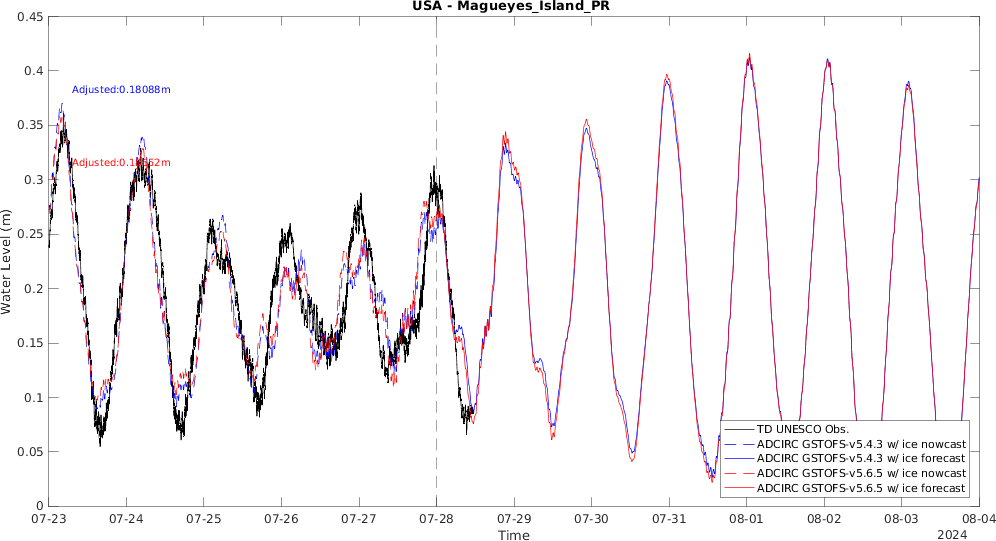 USA - Magueyes_Island_PR
0.45
0.4
0.35
0.3
0.25
0.2
0.15
0.1
0.05
0
Water Level (m)
Adjusted:0.18088m
TD UNESCO Obs.
ADCIRC GSTOFS-v5.4.3 w/ ice nowcast
ADCIRC GSTOFS-v5.4.3 w/ ice forecast
ADCIRC GSTOFS-v5.6.5 w/ ice nowcast
ADCIRC GSTOFS-v5.6.5 w/ ice forecast
07-23 07-24 07-25 07-26 07-27 07-28 07-29 07-30 07-31 08-01 08-02 08-03 08-04
Time
2024